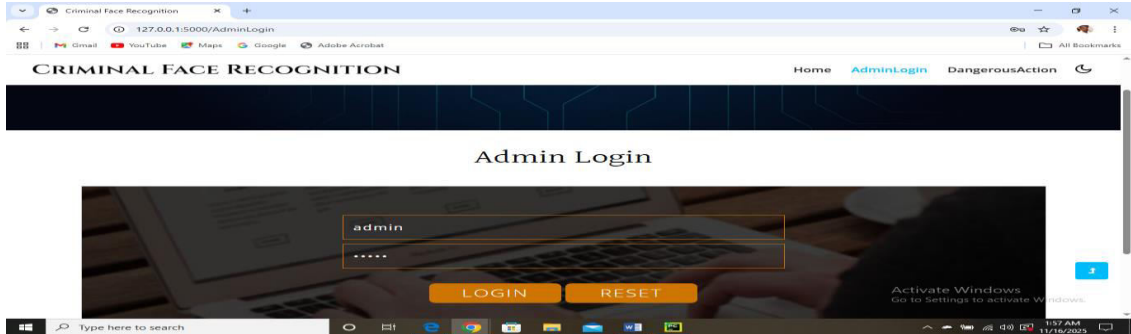 Criminal Face Recognition
127.0.0.1:5000/AdminLogin
Gmail YouTube Maps Google Adobe Acrobat All Bookmarks
CRIMINAL FACE RECOGNITION Home AdminLogin DangerousAction
Admin Login
admin
•••••
LOGIN RESET
Activate Windows
Go to Settings to activate Windows.
Type here to search
1:57 AM
11/16/2025